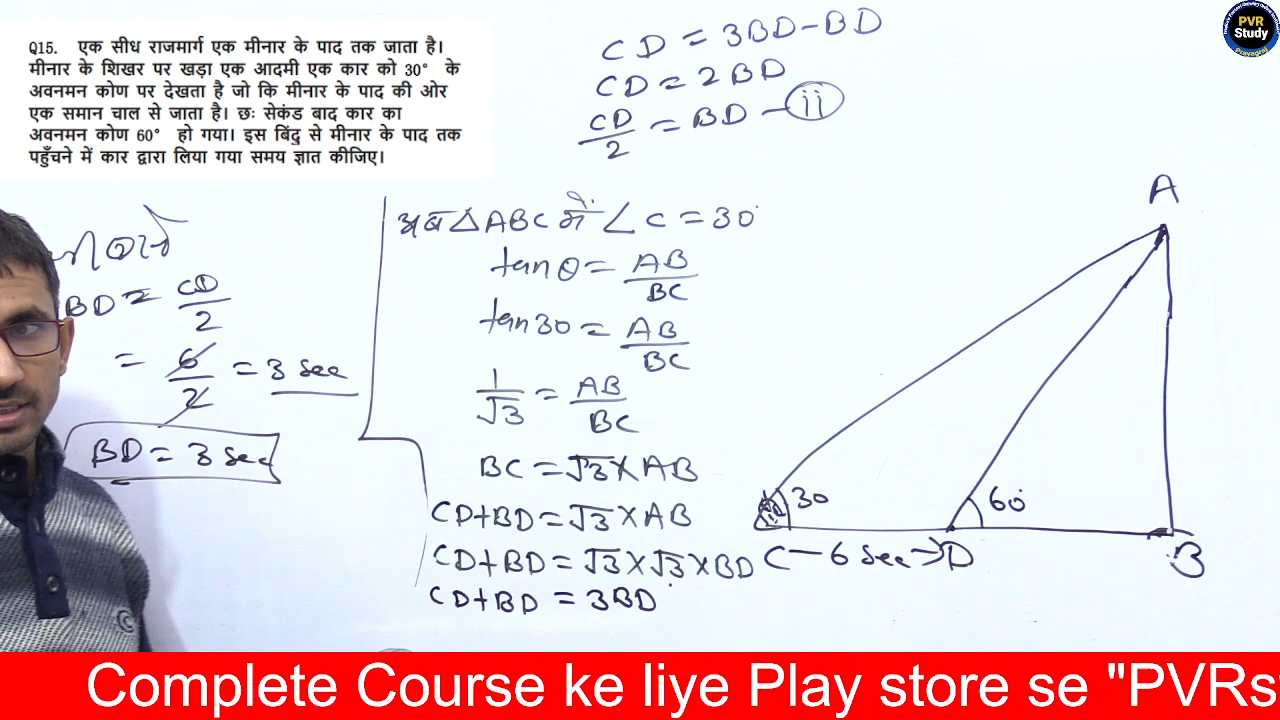 Q15. एक सीध राजमार्ग एक मीनार के पाद तक जाता है।
मीनार के शिखर पर खड़ा एक आदमी एक कार को 30° के
अवनमन कोण पर देखता है जो कि मीनार के पाद की ओर
एक समान चाल से जाता है। छः सेकंड बाद कार का
अवनमन कोण 60° हो गया। इस बिंदु से मीनार के पाद तक
पहुँचने में कार द्वारा लिया गया समय ज्ञात कीजिए।
CD = 3BD-BD
CD = 2BD
CD/2 = BD - ii
BD = CD/2
= 6/2 = 3 sec
BD = 3 sec
अब △ABC में ∠C = 30°
tanθ = AB/BC
tan30 = AB/BC
1/√3 = AB/BC
BC = √3×AB
CD+BD = √3×AB
CD+BD = √3×√3×BD
CD+BD = 3BD
A
30
60°
C - 6 sec → D
B
PVR
Study
Prayagraj
Complete Course ke liye Play store se "PVRs